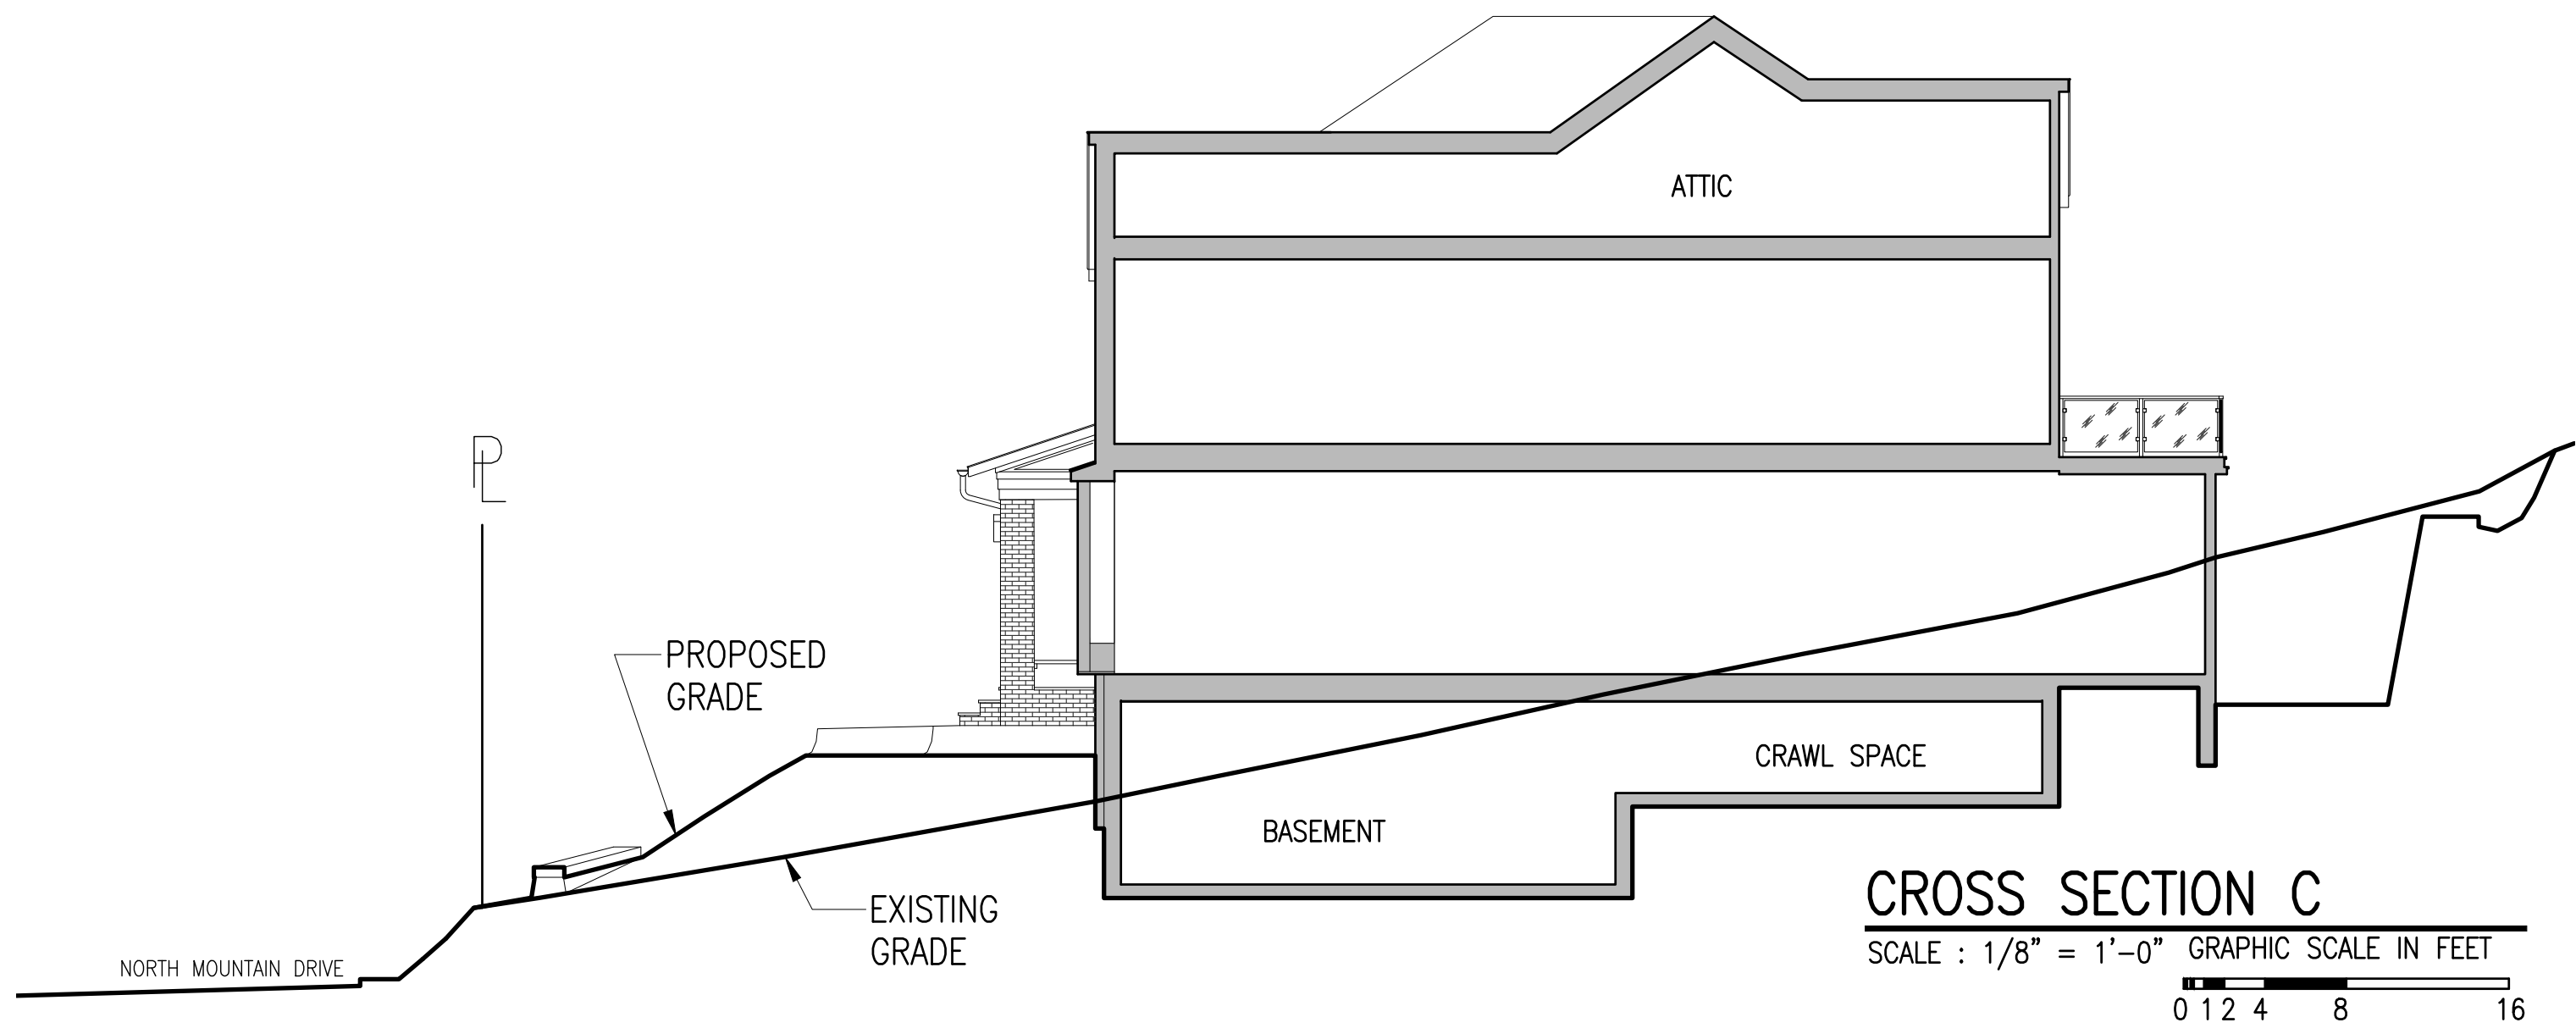 ATTIC
PL
PROPOSED
GRADE
CRAWL SPACE
BASEMENT
EXISTING
GRADE
NORTH MOUNTAIN DRIVE
CROSS SECTION C
SCALE : 1/8" = 1'-0" GRAPHIC SCALE IN FEET
0 1 2 4 8 16